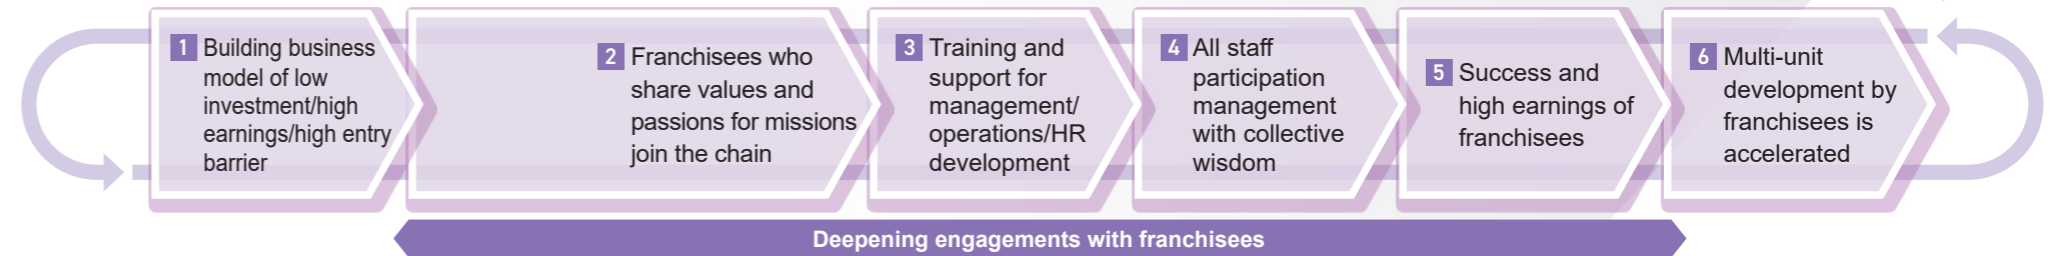 1 Building business
model of low
investment/high
earnings/high entry
barrier
2 Franchisees who
share values and
passions for missions
join the chain
3 Training and
support for
management/
operations/HR
development
4 All staff
participation
management
with collective
wisdom
5 Success and
high earnings of
franchisees
6 Multi-unit
development by
franchisees is
accelerated
Deepening engagements with franchisees